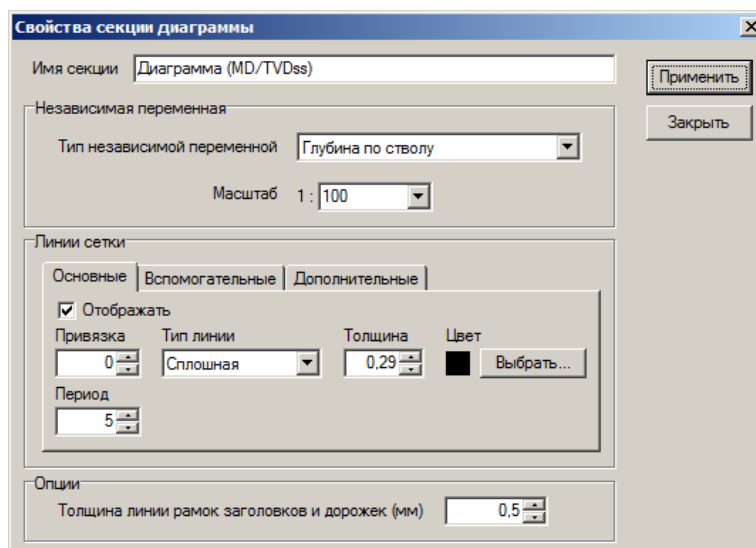 Свойства секции диаграммы
Имя секции Диаграмма (MD/TVDss)
Применить
Закрыть
Независимая переменная
Тип независимой переменной Глубина по стволу
Масштаб 1 : 100
Линии сетки
Основные Вспомогательные Дополнительные
Отображать
Привязка Тип линии Толщина Цвет
0 Сплошная 0,29 Выбрать...
Период
5
Опции
Толщина линии рамок заголовков и дорожек (мм) 0,5